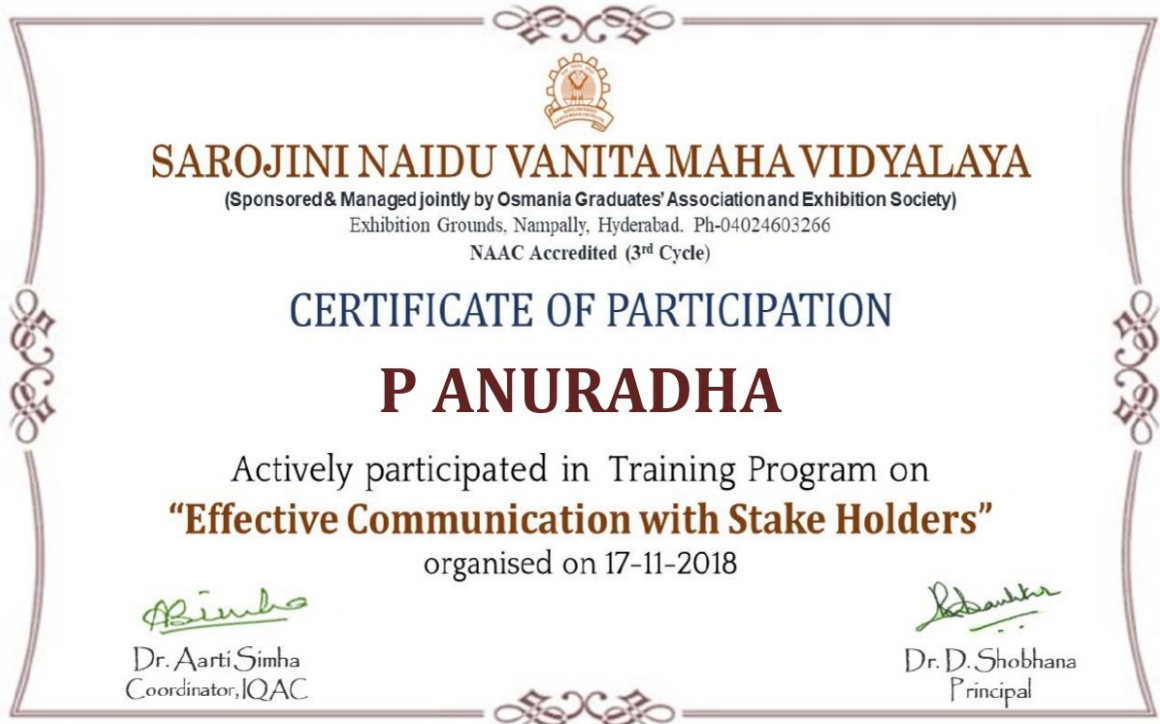 SAROJINI NAIDU VANITA MAHA VIDYALAYA
(Sponsored & Managed jointly by Osmania Graduates' Association and Exhibition Society)
Exhibition Grounds, Nampally, Hyderabad. Ph-04024603266
NAAC Accredited (3rd Cycle)
CERTIFICATE OF PARTICIPATION
P ANURADHA
Actively participated in Training Program on
“Effective Communication with Stake Holders”
organised on 17-11-2018
Dr. Aarti Simha
Coordinator, IQAC
Dr. D. Shobhana
Principal